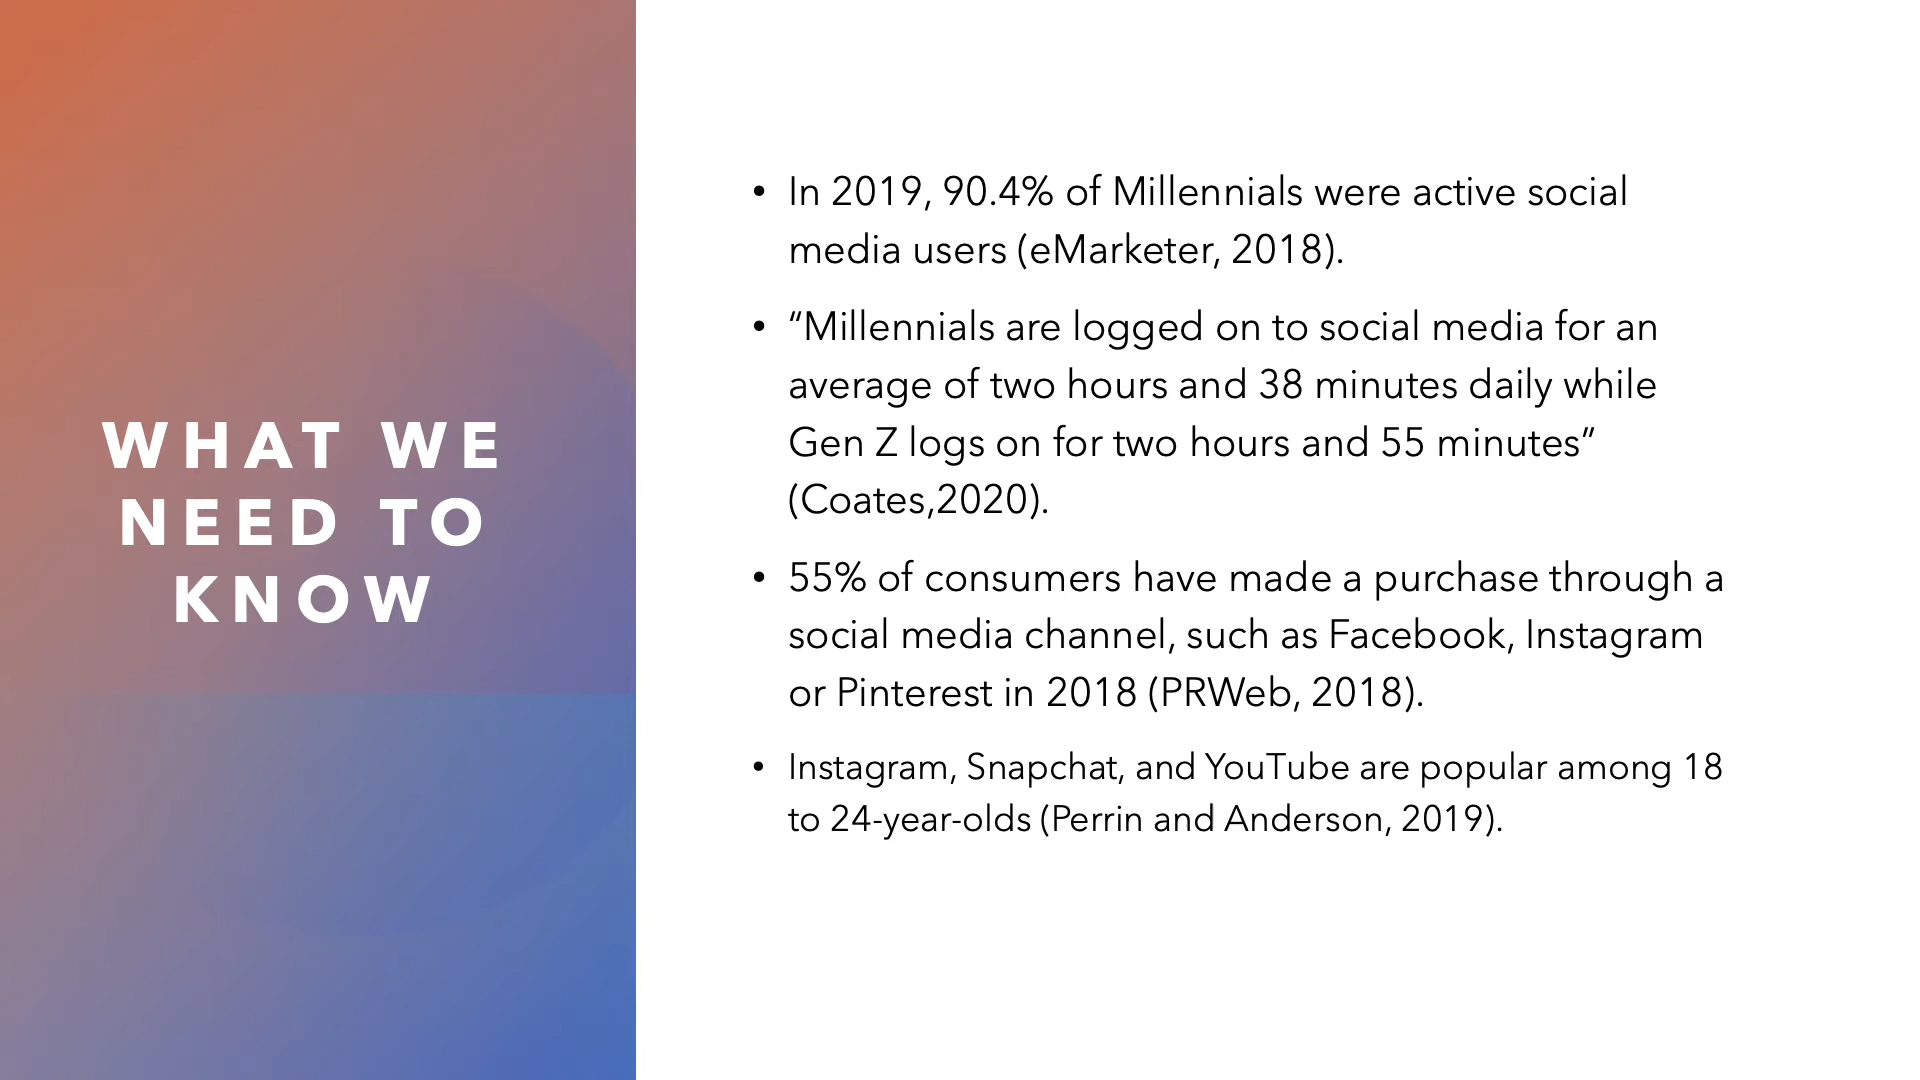 WHAT WE
NEED TO
KNOW
• In 2019, 90.4% of Millennials were active social
media users (eMarketer, 2018).
• “Millennials are logged on to social media for an
average of two hours and 38 minutes daily while
Gen Z logs on for two hours and 55 minutes”
(Coates,2020).
• 55% of consumers have made a purchase through a
social media channel, such as Facebook, Instagram
or Pinterest in 2018 (PRWeb, 2018).
• Instagram, Snapchat, and YouTube are popular among 18
to 24-year-olds (Perrin and Anderson, 2019).